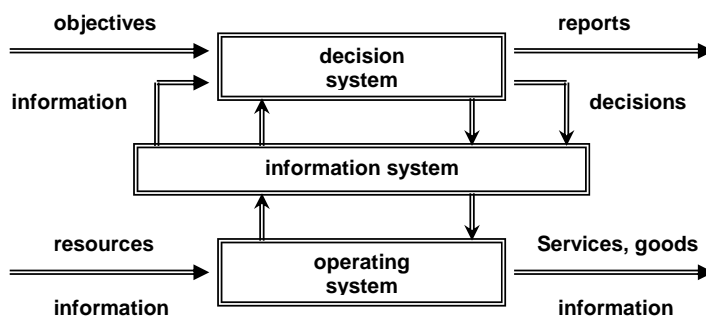 objectives
reports
decision
system
information
decisions
information system
resources
Services, goods
operating
system
information
information